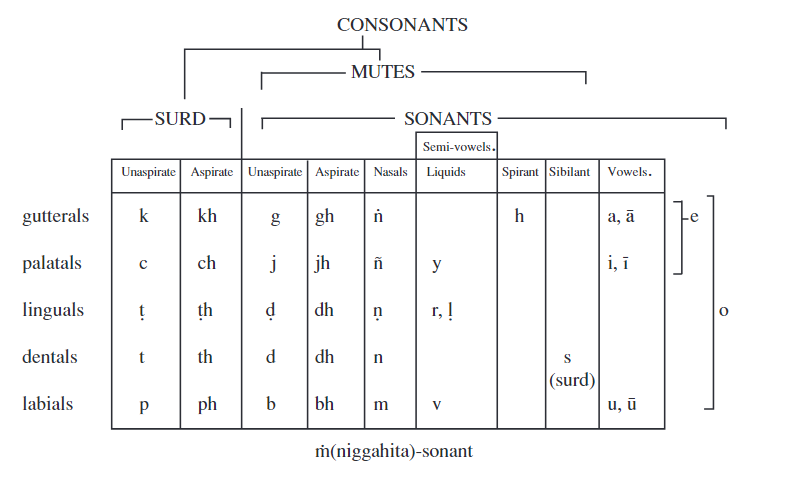 CONSONANTS
MUTES
SURD SONANTS
Semi-vowels.
Unaspirate Aspirate Unaspirate Aspirate Nasals Liquids Spirant Sibilant Vowels.
gutterals k kh g gh ṅ h a, ā e
palatals c ch j jh ñ y i, ī
linguals ṭ ṭh ḍ dh ṇ r, ḷ o
dentals t th d dh n s
(surd)
labials p ph b bh m v u, ū
ṁ(niggahita)-sonant